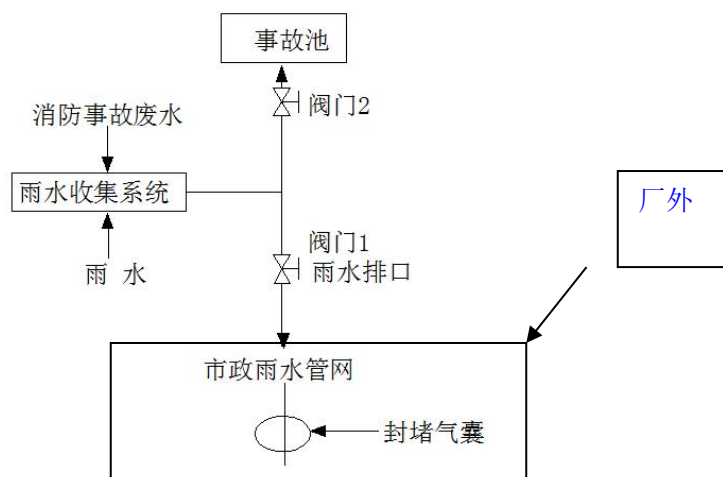 事故池
阀门2
消防事故废水
雨水收集系统
厂外
阀门1
雨 水
雨水排口
市政雨水管网
封堵气囊